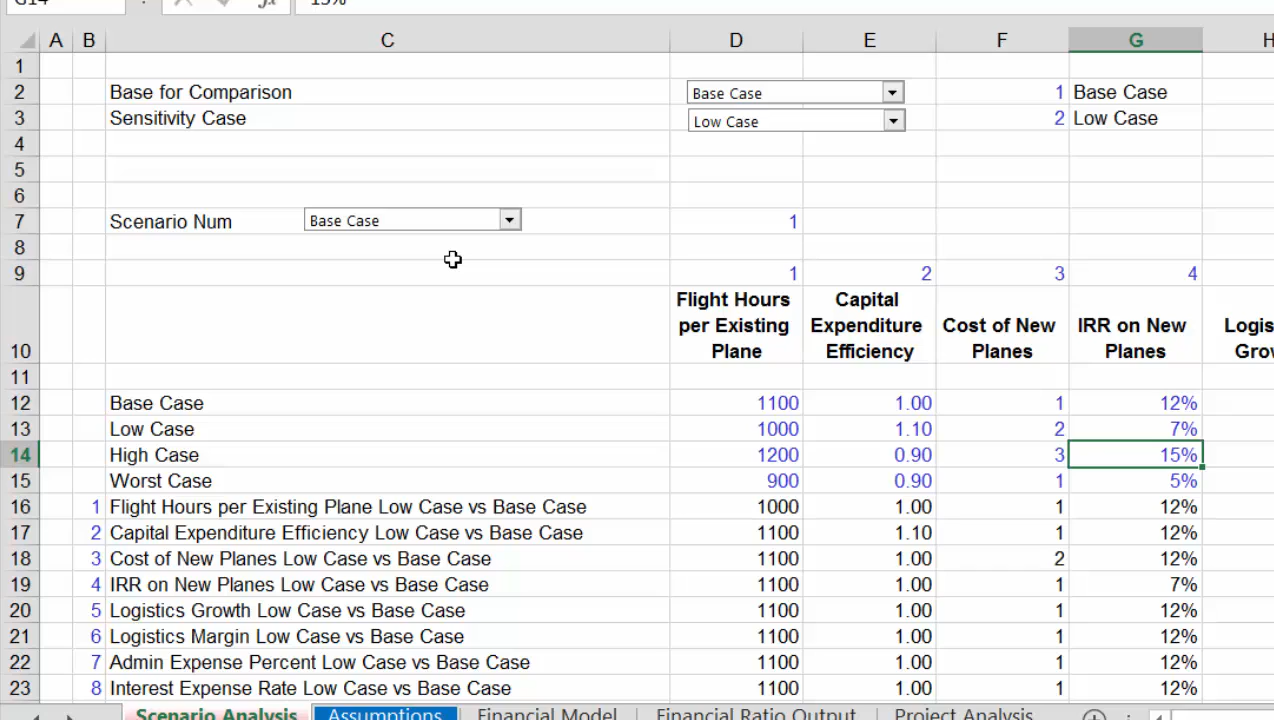 G14 : fx 15%
A B C D E F G H
1
2 Base for Comparison Base Case 1 Base Case
3 Sensitivity Case Low Case 2 Low Case
4
5
6
7 Scenario Num Base Case 1
8
9 1 2 3 4
Flight Hours Capital
per Existing Expenditure Cost of New IRR on New Logis
10 Plane Efficiency Planes Planes Grow
11
12 Base Case 1100 1.00 1 12%
13 Low Case 1000 1.10 2 7%
14 High Case 1200 0.90 3 15%
15 Worst Case 900 0.90 1 5%
16 1 Flight Hours per Existing Plane Low Case vs Base Case 1000 1.00 1 12%
17 2 Capital Expenditure Efficiency Low Case vs Base Case 1100 1.10 1 12%
18 3 Cost of New Planes Low Case vs Base Case 1100 1.00 2 12%
19 4 IRR on New Planes Low Case vs Base Case 1100 1.00 1 7%
20 5 Logistics Growth Low Case vs Base Case 1100 1.00 1 12%
21 6 Logistics Margin Low Case vs Base Case 1100 1.00 1 12%
22 7 Admin Expense Percent Low Case vs Base Case 1100 1.00 1 12%
23 8 Interest Expense Rate Low Case vs Base Case 1100 1.00 1 12%
Scenario Analysis Assumptions Financial Model Financial Ratio Output Project Analysis